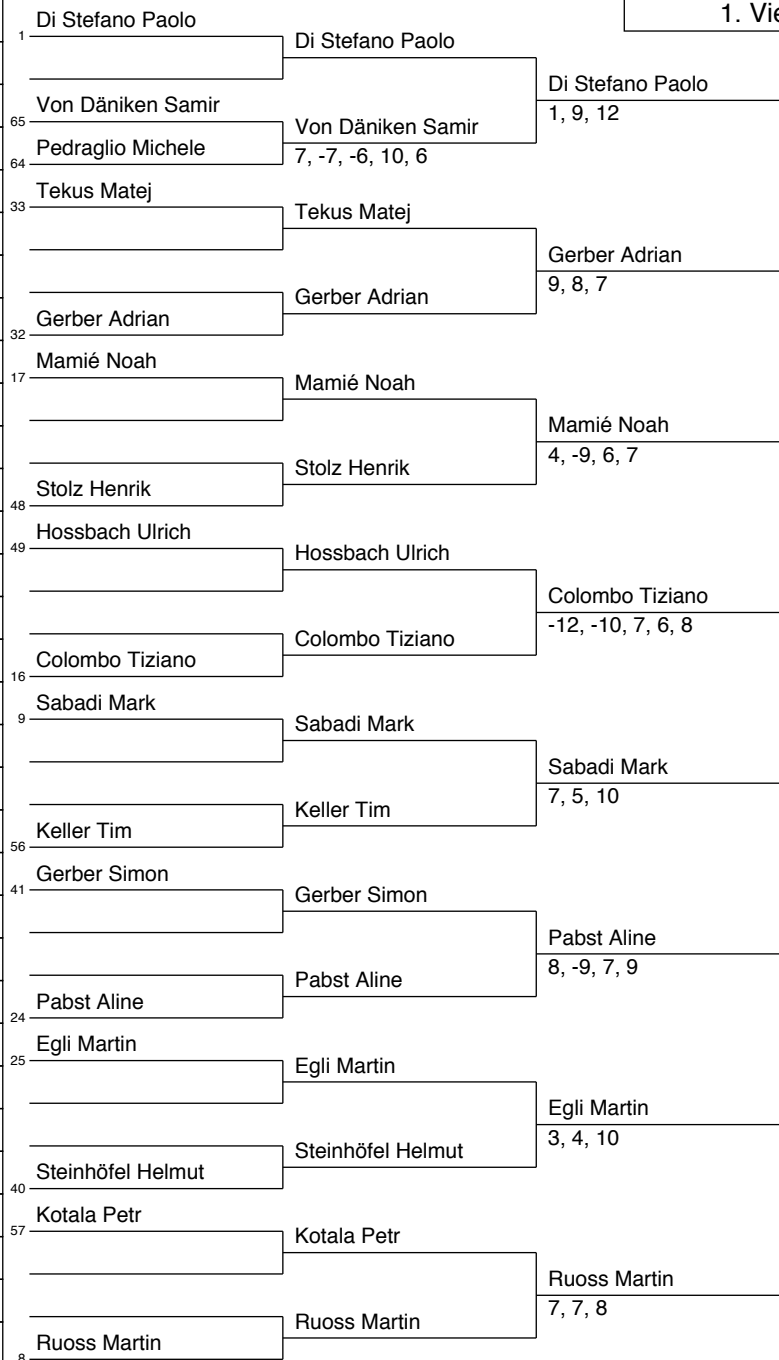 1. Vie
Di Stefano Paolo
1
Di Stefano Paolo
Di Stefano Paolo
1, 9, 12
Von Däniken Samir
65
Von Däniken Samir
7, -7, -6, 10, 6
Pedraglio Michele
64
Tekus Matej
33
Tekus Matej
Gerber Adrian
9, 8, 7
Gerber Adrian
Gerber Adrian
32
Mamié Noah
17
Mamié Noah
Mamié Noah
4, -9, 6, 7
Stolz Henrik
Stolz Henrik
48
Hossbach Ulrich
49
Hossbach Ulrich
Colombo Tiziano
-12, -10, 7, 6, 8
Colombo Tiziano
Colombo Tiziano
16
Sabadi Mark
9
Sabadi Mark
Sabadi Mark
7, 5, 10
Keller Tim
Keller Tim
56
Gerber Simon
41
Gerber Simon
Pabst Aline
8, -9, 7, 9
Pabst Aline
Pabst Aline
24
Egli Martin
25
Egli Martin
Egli Martin
3, 4, 10
Steinhöfel Helmut
Steinhöfel Helmut
40
Kotala Petr
57
Kotala Petr
Ruoss Martin
7, 7, 8
Ruoss Martin
Ruoss Martin
8